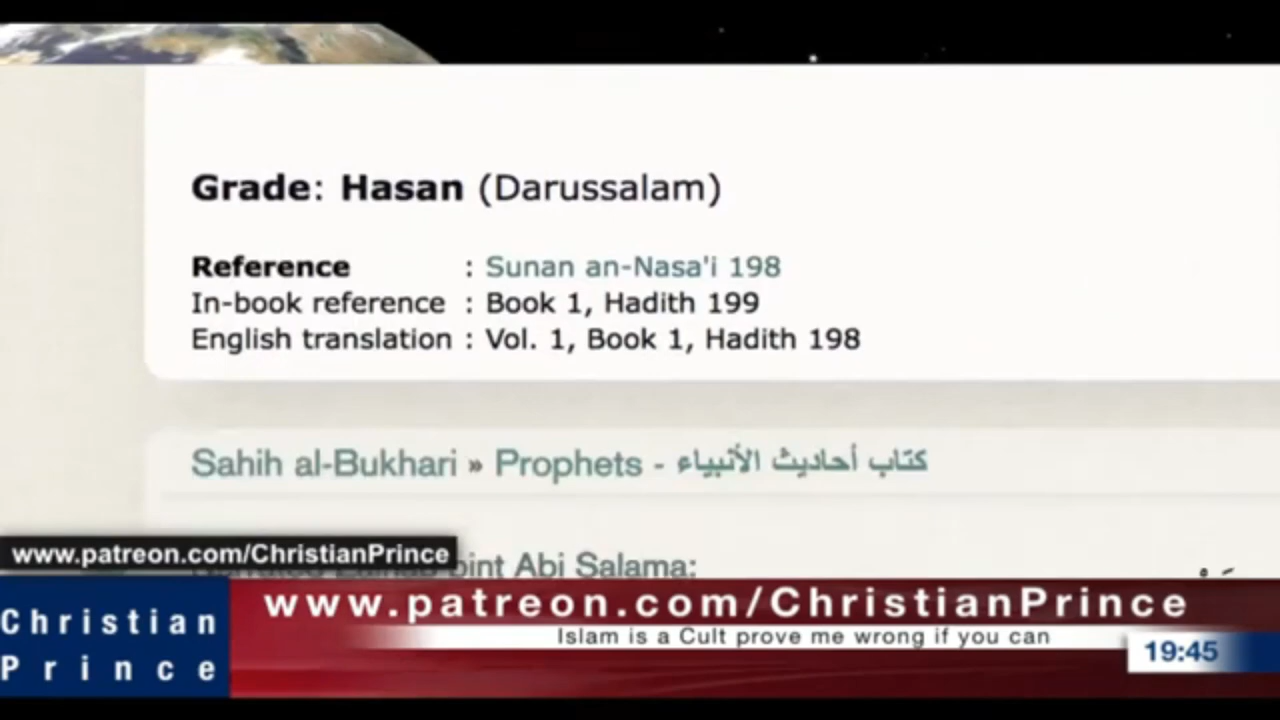 Grade: Hasan (Darussalam)
Reference : Sunan an-Nasa'i 198
In-book reference : Book 1, Hadith 199
English translation : Vol. 1, Book 1, Hadith 198
Sahih al-Bukhari » Prophets - كتاب أحاديث الأنبياء
bint Abi Salama:
www.patreon.com/ChristianPrince
www.patreon.com/ChristianPrince
Islam is a Cult prove me wrong if you can
Christian
Prince
19:45